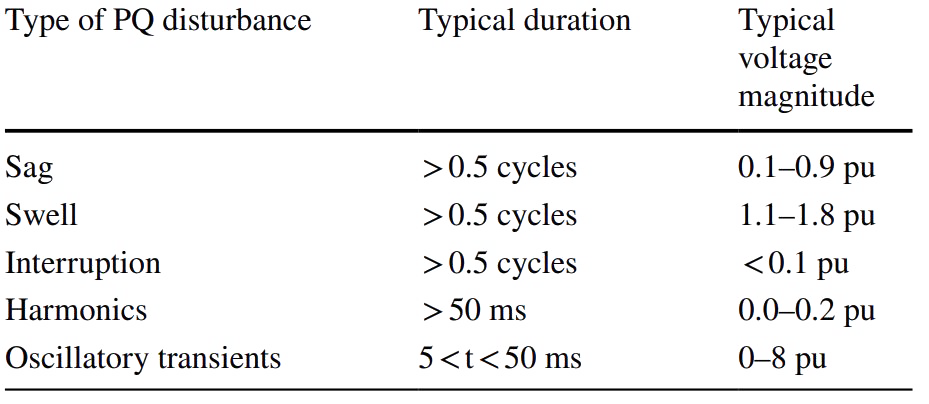 Type of PQ disturbance Typical duration Typical
voltage
magnitude
Sag >0.5 cycles 0.1–0.9 pu
Swell >0.5 cycles 1.1–1.8 pu
Interruption >0.5 cycles <0.1 pu
Harmonics >50 ms 0.0–0.2 pu
Oscillatory transients 5<t<50 ms 0–8 pu